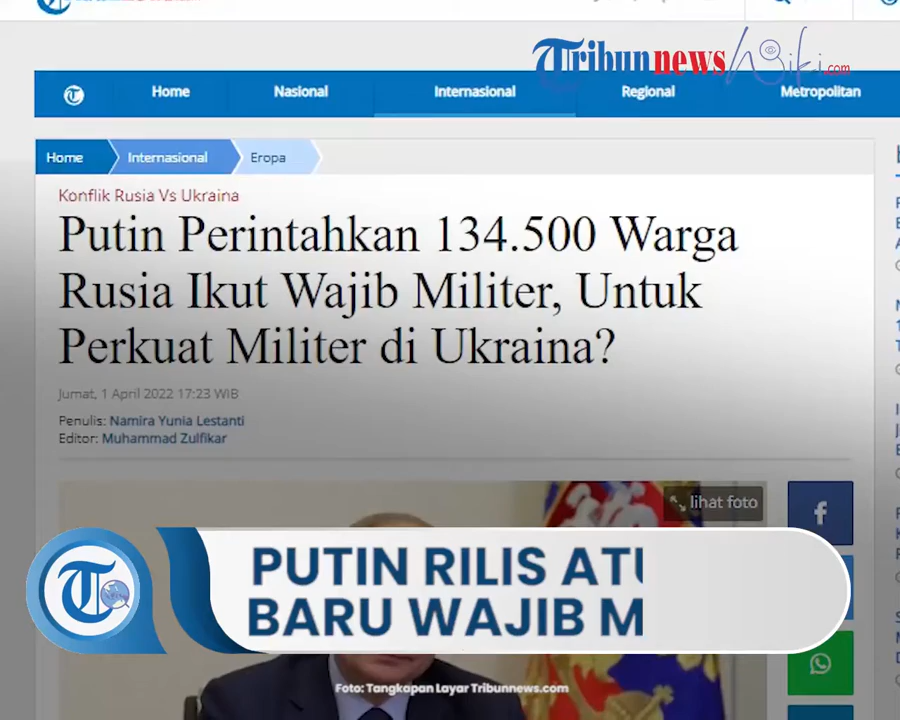 Tribunnews Wiki.com
Home Nasional Internasional Regional Metropolitan
Home Internasional Eropa
Konflik Rusia Vs Ukraina
Putin Perintahkan 134.500 Warga
Rusia Ikut Wajib Militer, Untuk
Perkuat Militer di Ukraina?
Jumat, 1 April 2022 17:23 WIB
Penulis: Namira Yunia Lestanti
Editor: Muhammad Zulfikar
lihat foto
PUTIN RILIS
BARU WAJIB
Foto: Tangkapan Layar Tribunnews.com